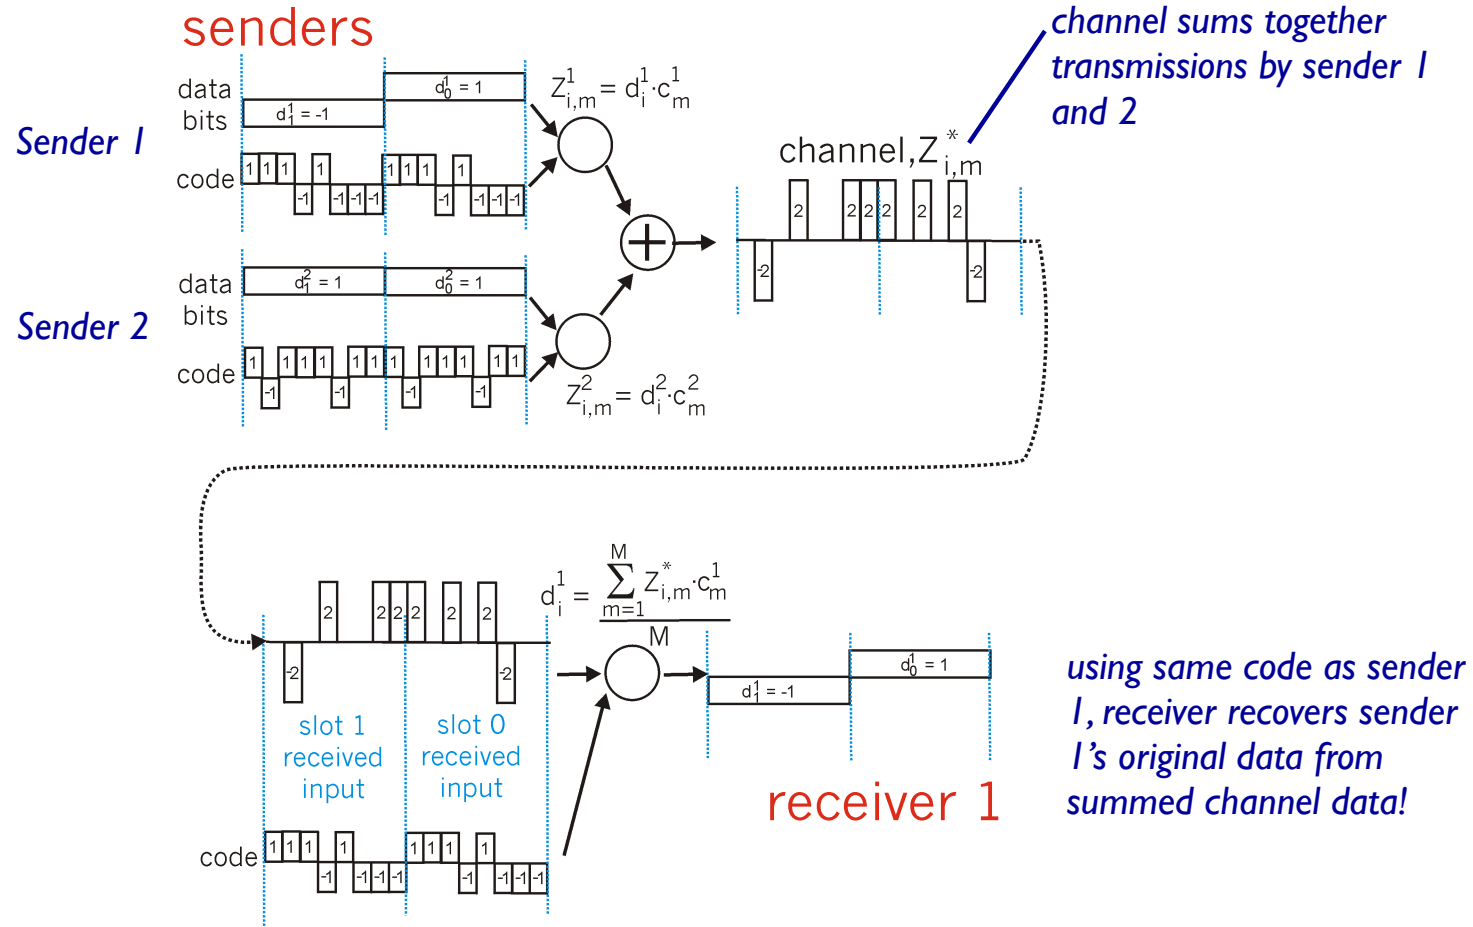 senders
channel sums together
transmissions by sender 1
and 2
Sender 1
data
bits
d¹₁ = -1
d¹₀ = 1
Z¹i,m = d¹i·c¹m
code
1 1 1 -1 1 -1 -1 -1 1 1 1 -1 1 -1 -1 -1
channel, Z*i,m
-2 2 2 2 2 2 2 -2
Sender 2
data
bits
d²₁ = 1
d²₀ = 1
code
1 -1 1 1 1 -1 1 1 1 -1 1 1 1 -1 1 1
Z²i,m = d²i·c²m
d¹i = M ∑ m=1 Z*i,m·c¹m
M
-2 2 2 2 2 2 2 -2
slot 1
received
input
slot 0
received
input
d¹₁ = -1
d¹₀ = 1
using same code as sender
1, receiver recovers sender
1's original data from
summed channel data!
receiver 1
code
1 1 1 -1 1 -1 -1 -1 1 1 1 -1 1 -1 -1 -1